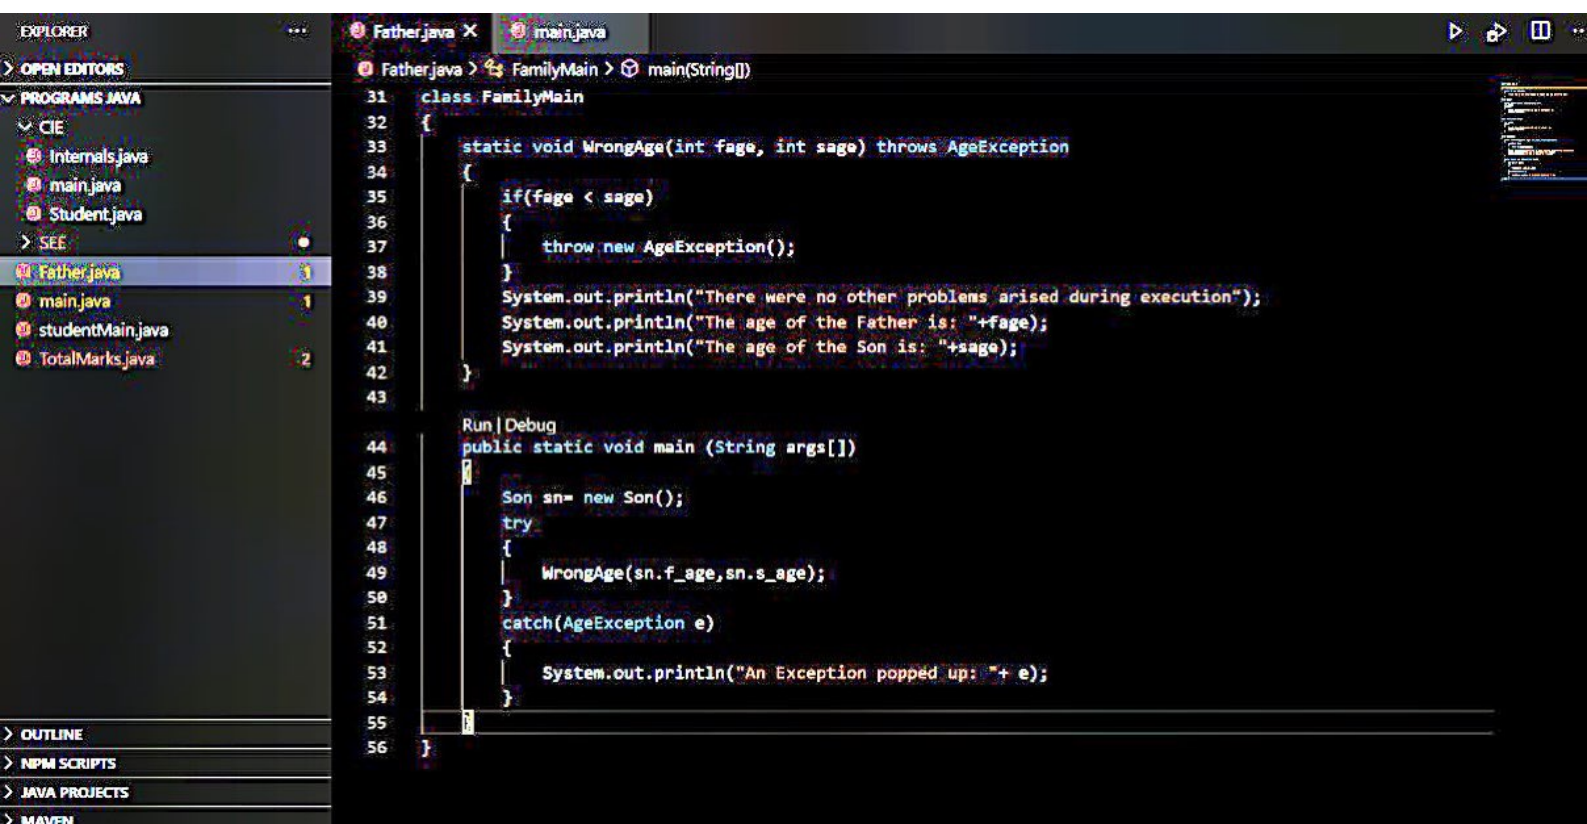 EXPLORER
OPEN EDITORS
PROGRAMS JAVA
CIE
Internals.java
main.java
Student.java
SEE
Father.java 1
main.java 1
studentMain.java
TotalMarks.java 2
OUTLINE
NPM SCRIPTS
JAVA PROJECTS
MAVEN
Father.java main.java
Father.java > FamilyMain > main(String[])
31 class FamilyMain
32 {
33 static void WrongAge(int fage, int sage) throws AgeException
34 {
35 if(fage < sage)
36 {
37 throw new AgeException();
38 }
39 System.out.println("There were no other problems arised during execution");
40 System.out.println("The age of the Father is: "+fage);
41 System.out.println("The age of the Son is: "+sage);
42 }
43
Run | Debug
44 public static void main (String args[])
45 {
46 Son sn= new Son();
47 try
48 {
49 WrongAge(sn.f_age,sn.s_age);
50 }
51 catch(AgeException e)
52 {
53 System.out.println("An Exception popped up: "+ e);
54 }
55 }
56 }